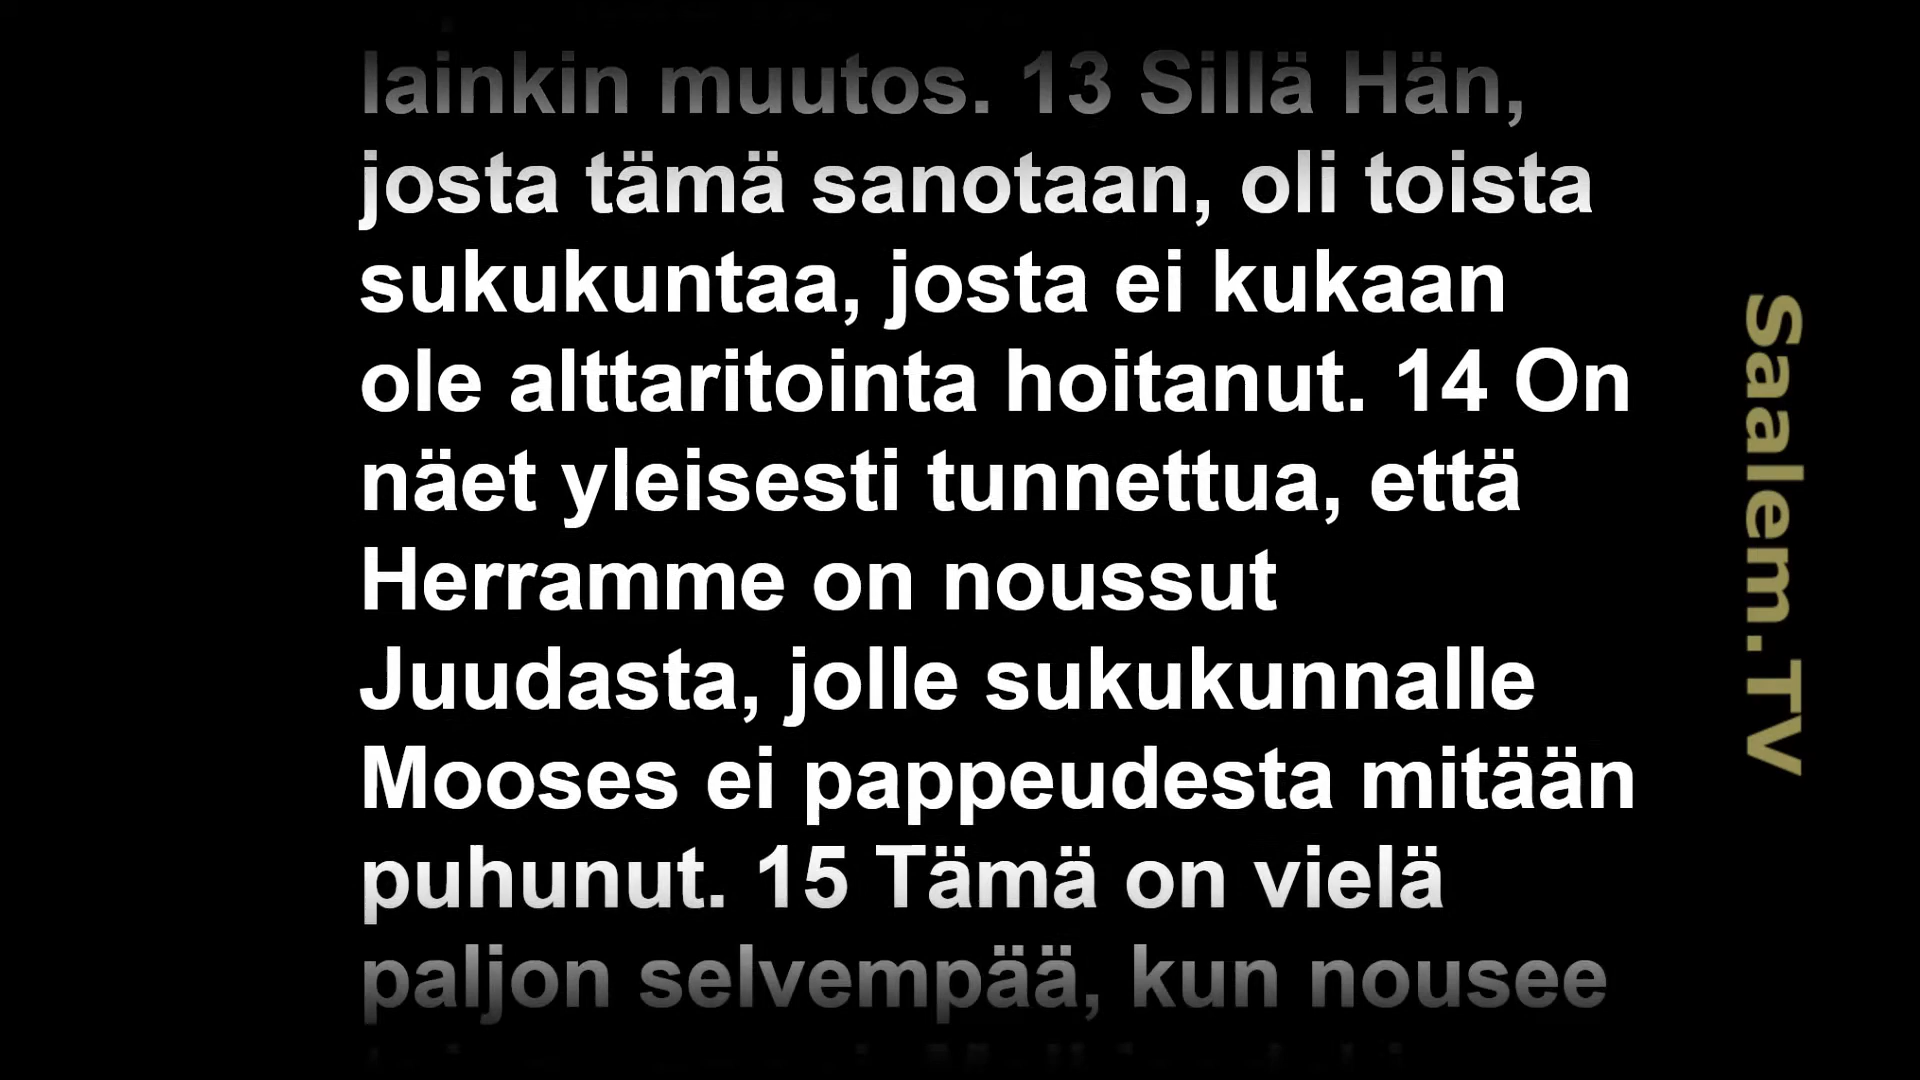 lainkin muutos. 13 Sillä Hän,
josta tämä sanotaan, oli toista
sukukuntaa, josta ei kukaan
ole alttaritointa hoitanut. 14 On
näet yleisesti tunnettua, että
Herramme on noussut
Juudasta, jolle sukukunnalle
Mooses ei pappeudesta mitään
puhunut. 15 Tämä on vielä
paljon selvempää, kun nousee
Saalem.TV